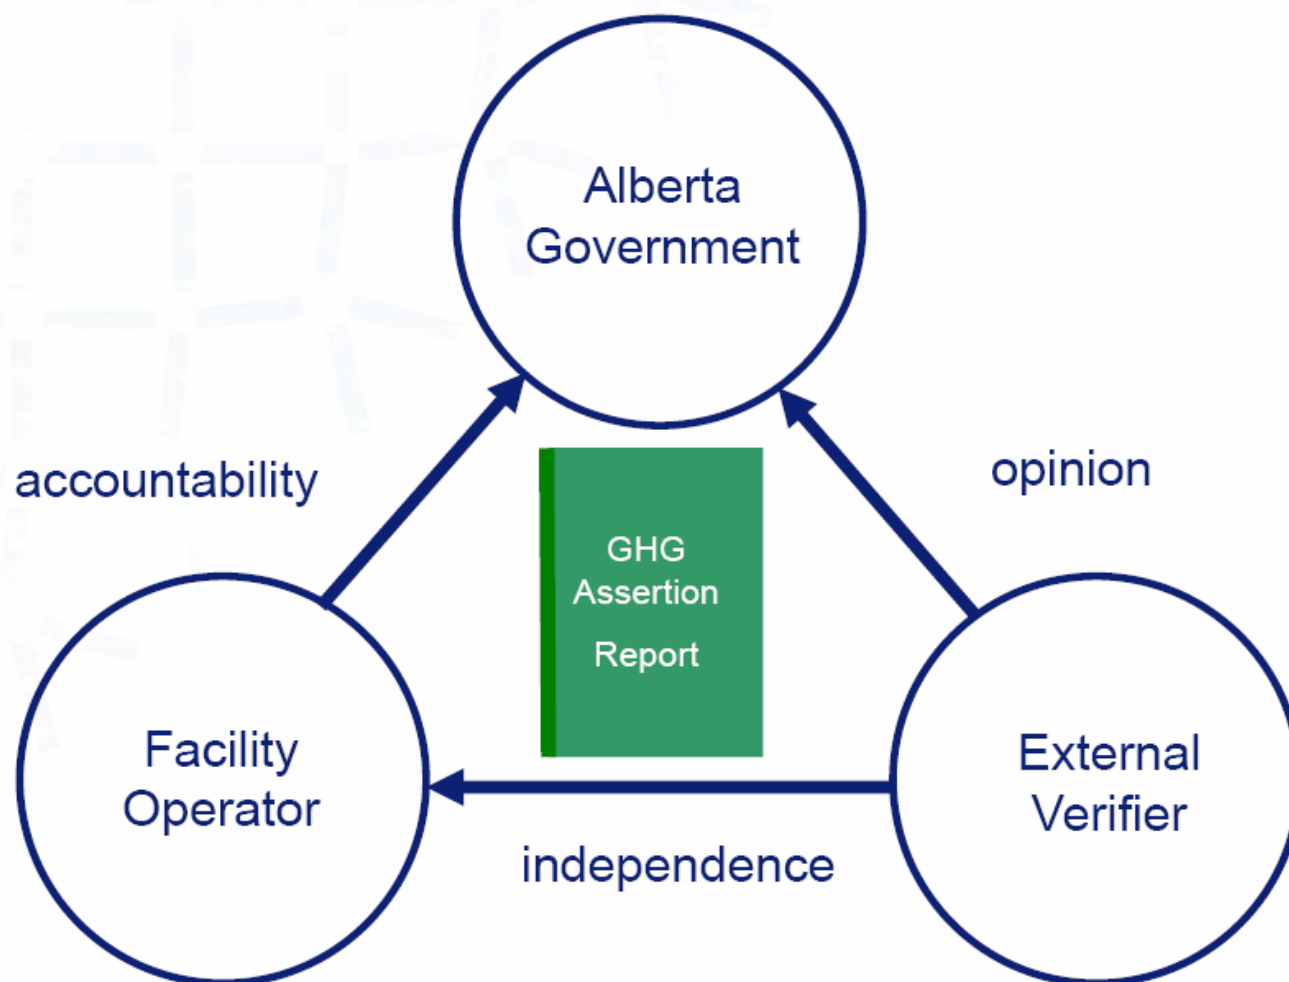 Alberta
Government
accountability
opinion
GHG
Assertion
Report
Facility
Operator
External
Verifier
independence